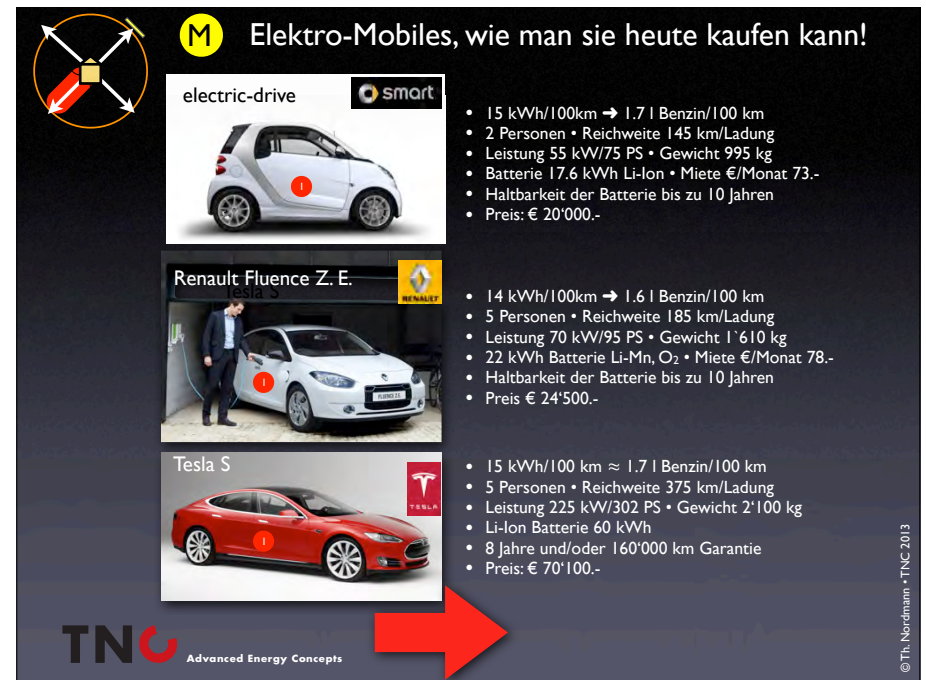 M
Elektro-Mobiles, wie man sie heute kaufen kann!
electric-drive
smart
• 15 kWh/100km ➜ 1.7 l Benzin/100 km
• 2 Personen • Reichweite 145 km/Ladung
• Leistung 55 kW/75 PS • Gewicht 995 kg
• Batterie 17.6 kWh Li-Ion • Miete €/Monat 73.-
• Haltbarkeit der Batterie bis zu 10 Jahren
• Preis: € 20‘000.-
1
Renault Fluence Z. E.
Tesla S
RENAULT
• 14 kWh/100km ➜ 1.6 l Benzin/100 km
• 5 Personen • Reichweite 185 km/Ladung
• Leistung 70 kW/95 PS • Gewicht 1`610 kg
• 22 kWh Batterie Li-Mn, O2 • Miete €/Monat 78.-
• Haltbarkeit der Batterie bis zu 10 Jahren
• Preis € 24‘500.-
1
FLUENCE Z.E.
Tesla S
TESLA
• 15 kWh/100 km ≈ 1.7 l Benzin/100 km
• 5 Personen • Reichweite 375 km/Ladung
• Leistung 225 kW/302 PS • Gewicht 2‘100 kg
• Li-Ion Batterie 60 kWh
• 8 Jahre und/oder 160‘000 km Garantie
• Preis: € 70‘100.-
1
TNC
Advanced Energy Concepts
© Th. Nordmann • TNC 2013